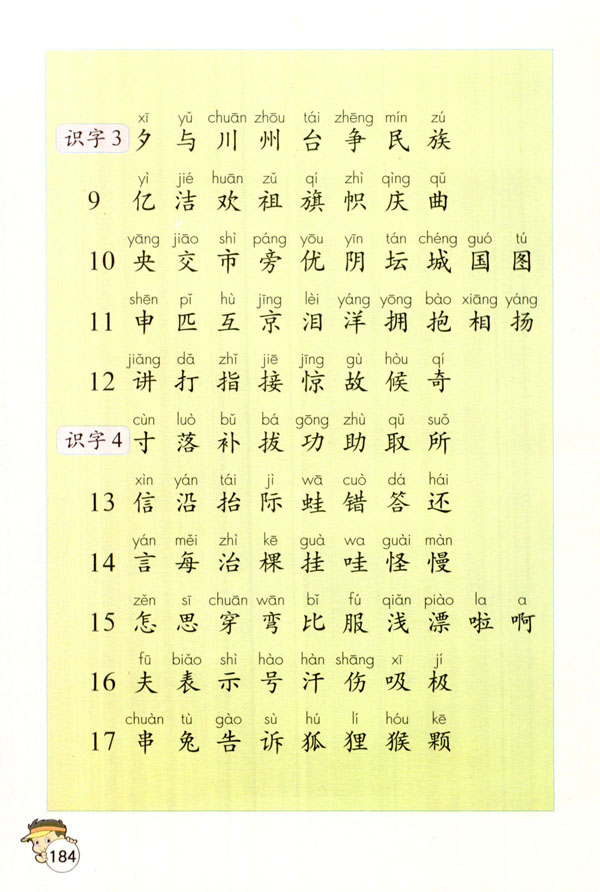 xī yǔ chuān zhōu tái zhēng mín zú
识字3 夕 与 川 州 台 争 民 族
yì jié huān zǔ qí zhì qìng qǔ
9 亿 洁 欢 祖 旗 帜 庆 曲
yāng jiāo shì páng yōu yīn tán chéng guó tú
10 央 交 市 旁 优 阴 坛 城 国 图
shēn pǐ hù jīng lèi yáng yōng bào xiāng yáng
11 申 匹 互 京 泪 洋 拥 抱 相 扬
jiǎng dǎ zhǐ jiē jīng gù hòu qí
12 讲 打 指 接 惊 故 候 奇
cùn luò bǔ bá gōng zhù qǔ suǒ
识字4 寸 落 补 拔 功 助 取 所
xìn yán tái jì wā cuò dá hái
13 信 沿 抬 际 蛙 错 答 还
yán měi zhì kē guà wa guài màn
14 言 每 治 棵 挂 哇 怪 慢
zěn sī chuān wān bǐ fú qiǎn piào la a
15 怎 思 穿 弯 比 服 浅 漂 啦 啊
fū biǎo shì hào hàn shāng xī jí
16 夫 表 示 号 汗 伤 吸 极
chuàn tù gào sù hú lí hóu kē
17 串 兔 告 诉 狐 狸 猴 颗
184